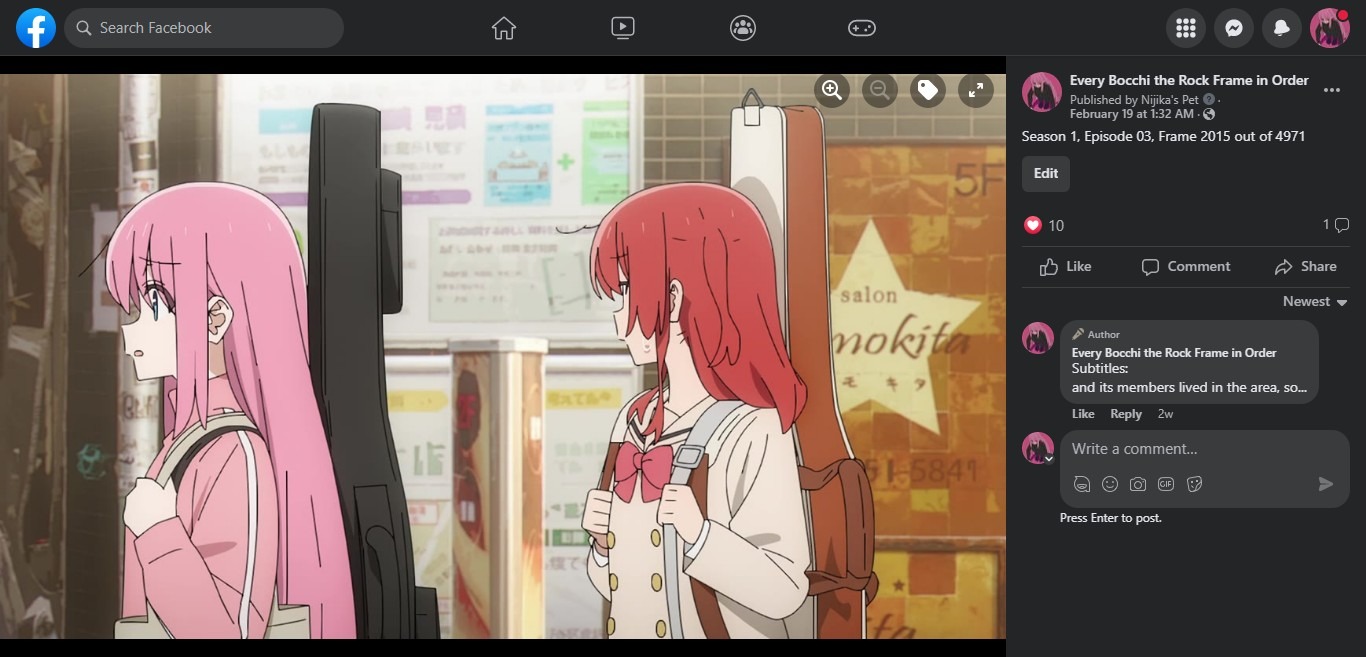 Search Facebook
5F
salon
mokita
モ キ タ
51-5841
Every Bocchi the Rock Frame in Order
Published by Nijika's Pet ·
February 19 at 1:32 AM ·
Season 1, Episode 03, Frame 2015 out of 4971
Edit
10
1
Like
Comment
Share
Newest
Author
Every Bocchi the Rock Frame in Order
Subtitles:
and its members lived in the area, so...
Like Reply 2w
Write a comment…
GIF
Press Enter to post.